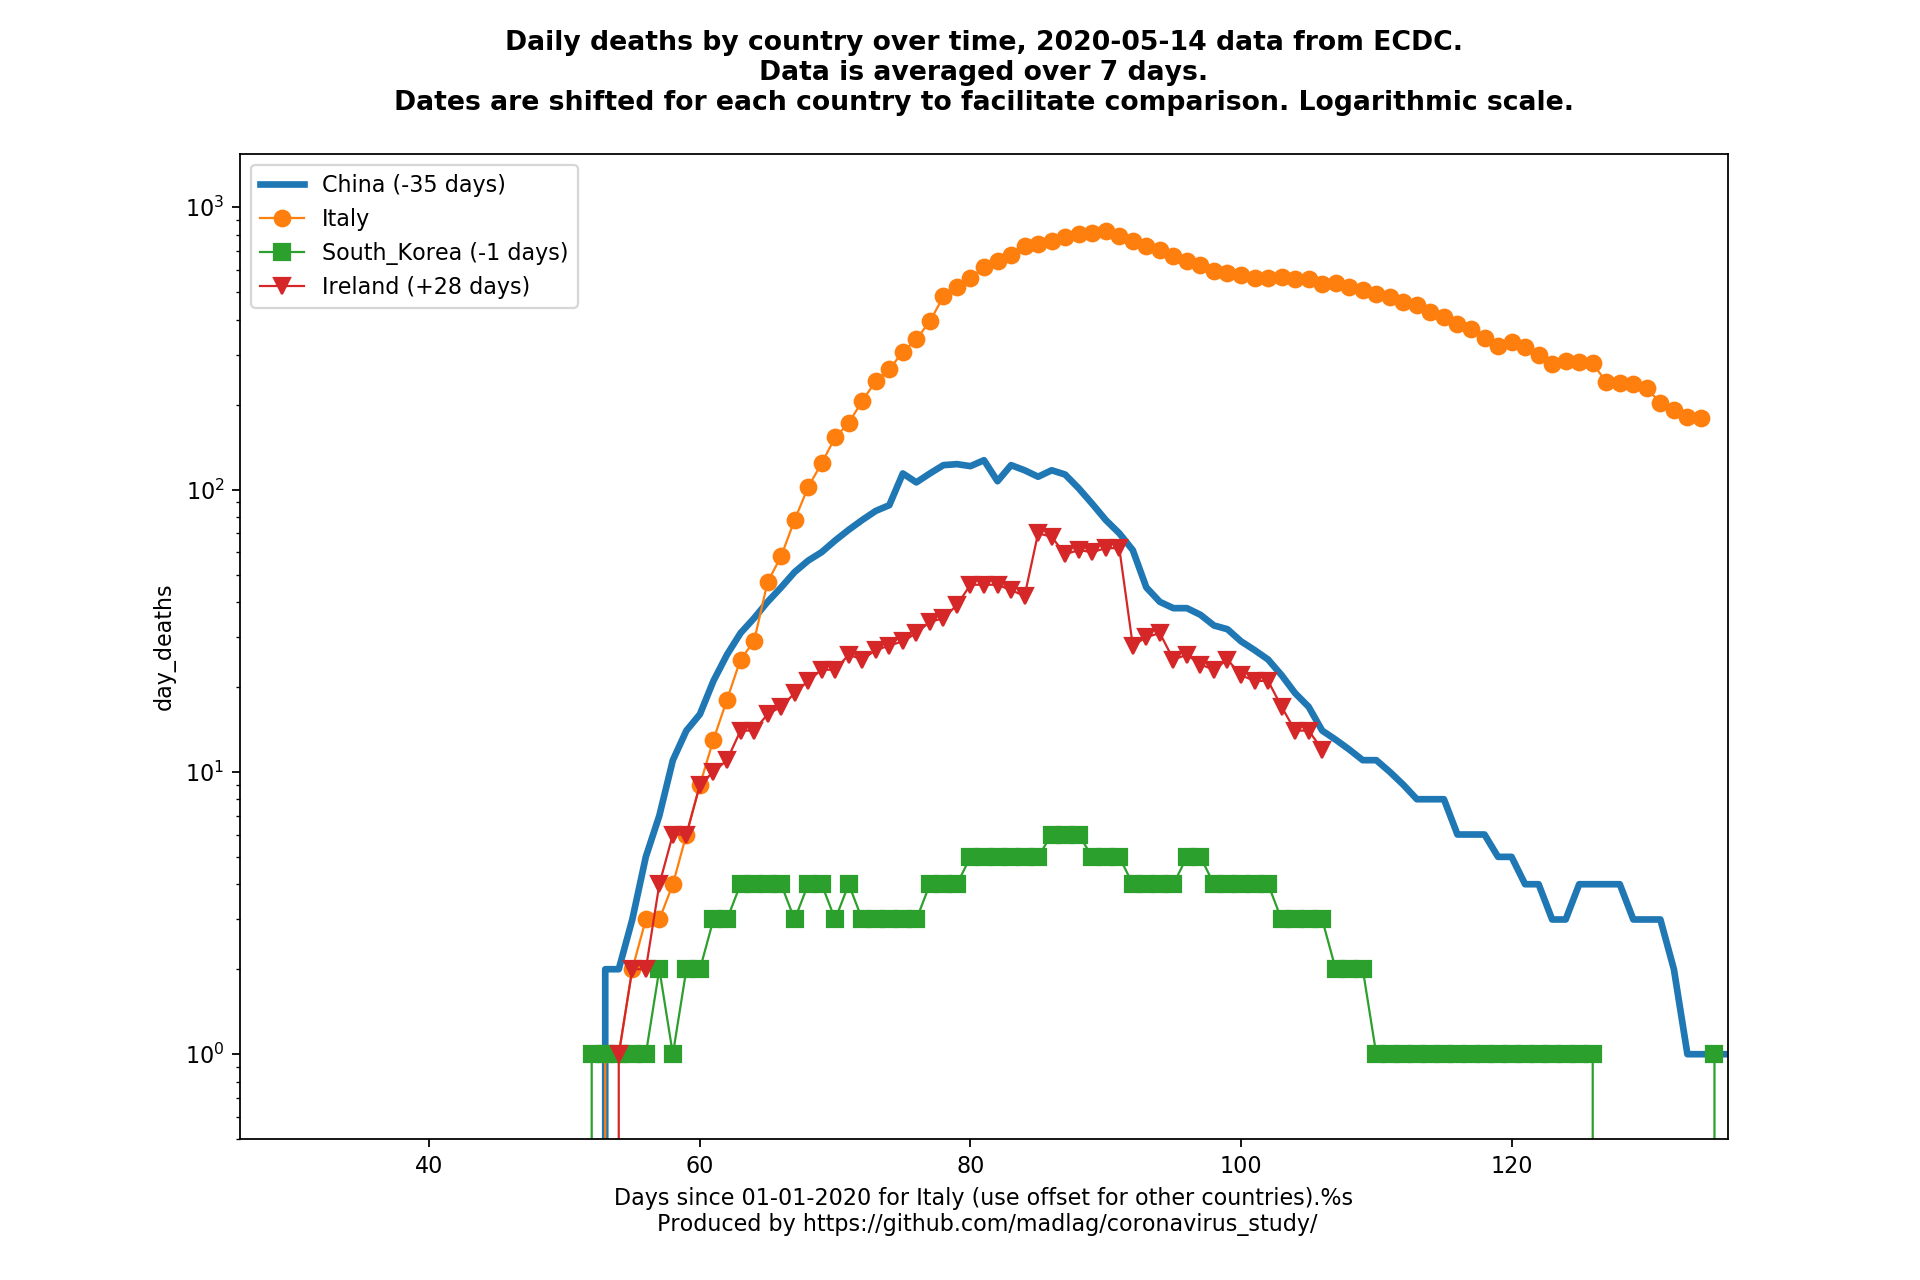 Daily deaths by country over time, 2020-05-14 data from ECDC.
Data is averaged over 7 days.
Dates are shifted for each country to facilitate comparison. Logarithmic scale.
China (-35 days)
Italy
South_Korea (-1 days)
Ireland (+28 days)
10³
10²
10¹
10⁰
day_deaths
40 60 80 100 120
Days since 01-01-2020 for Italy (use offset for other countries).%s
Produced by https://github.com/madlag/coronavirus_study/